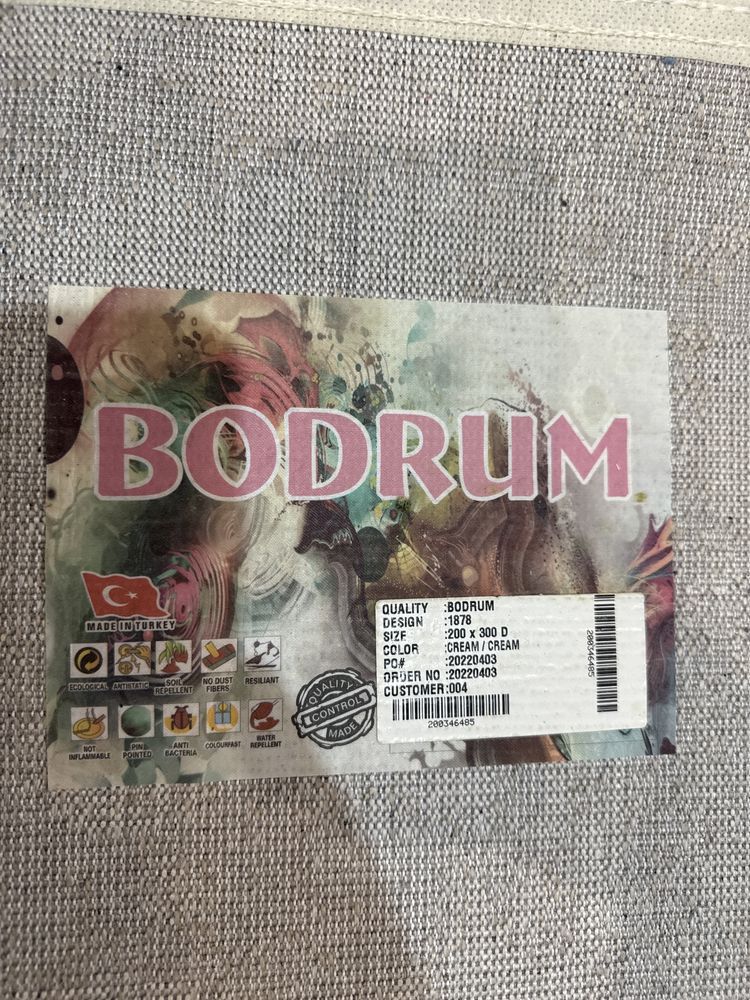 BODRUM
MADE IN TURKEY
ECOLOGICAL
ANTISTATIC
SOIL
REPELLENT
NO DUST
FIBERS
RESILIANT
NOT
INFLAMMABLE
PIN
POINTED
ANTI
BACTERIA
COLOURFAST
WATER
REPELLENT
QUALITY
CONTROL
MADE
QUALITY :BODRUM
DESIGN :1878
SIZE :200 x 300 D
COLOR :CREAM / CREAM
PO# :20220403
ORDER NO :20220403
CUSTOMER:004
200346485
200346485